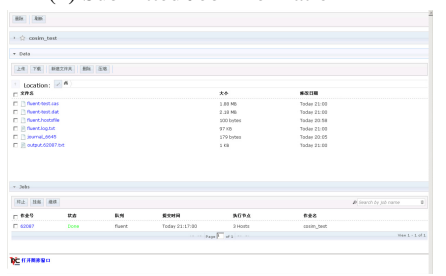 删除 刷新
cosim_test
Data
上传 下载 新建文件夹 删除 压缩
Location:
文件名 大小 修改日期
fluent-test.cas 1.88 MB Today 21:00
fluent-test.dat 2.18 MB Today 21:00
fluent.hostsfile 100 bytes Today 20:58
fluent.log.txt 97 KB Today 21:00
journal_6645 179 bytes Today 20:05
output.62087.txt 1 KB Today 21:00
Jobs
停止 挂起 继续
Search by job name
作业号 状态 队列 提交时间 执行节点 作业名
62087 Done fluent Today 21:17:00 3 Hosts cosim_test
Page of 1
View 1 - 1 of 1
打开图形窗口